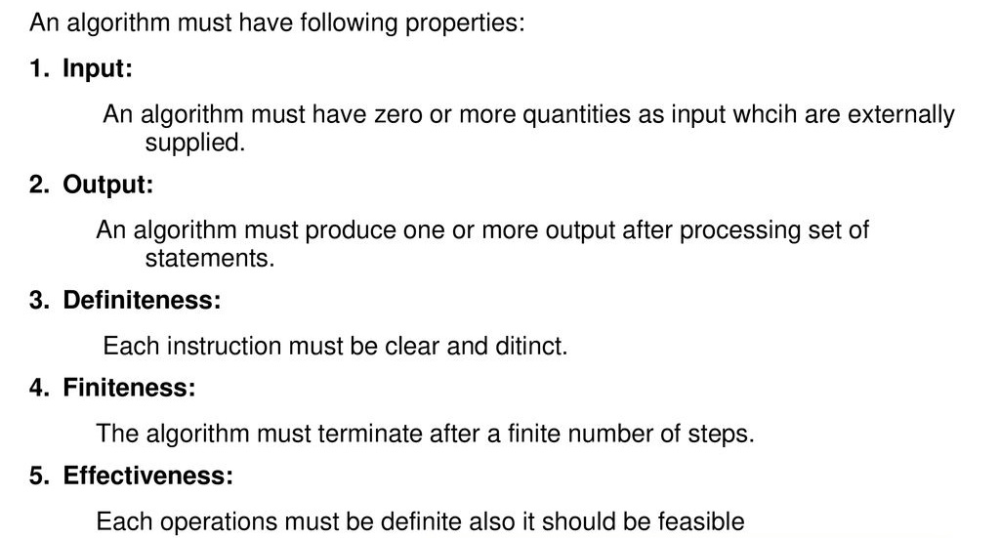 An algorithm must have following properties:
1. Input:
An algorithm must have zero or more quantities as input whcih are externally
supplied.
2. Output:
An algorithm must produce one or more output after processing set of
statements.
3. Definiteness:
Each instruction must be clear and ditinct.
4. Finiteness:
The algorithm must terminate after a finite number of steps.
5. Effectiveness:
Each operations must be definite also it should be feasible